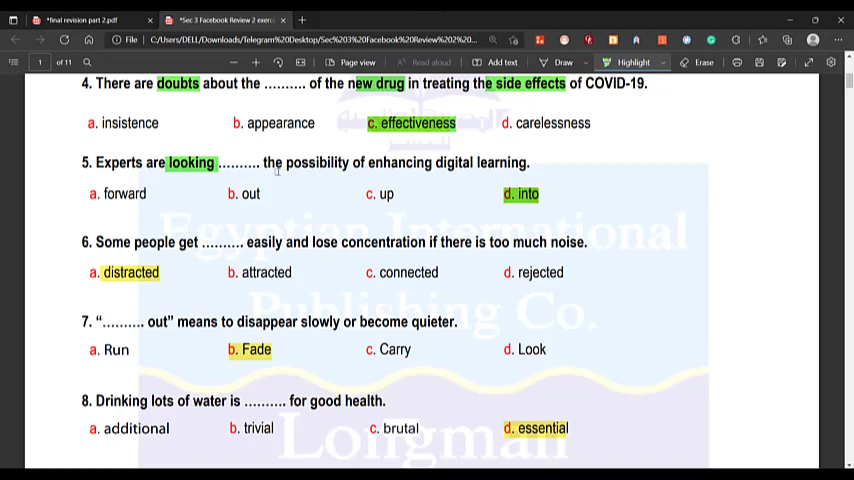 *final revision part 2.pdf
*Sec 3 Facebook Review 2 exerc
File
C:/Users/DELL/Downloads/Telegram%20Desktop/Sec%203%20Facebook%20Review%202%20...
1 of 11
Page view
Read aloud
Add text
Draw
Highlight
Erase
4. There are doubts about the .......... of the new drug in treating the side effects of COVID-19.
a. insistence b. appearance c. effectiveness d. carelessness
5. Experts are looking .......... the possibility of enhancing digital learning.
a. forward b. out c. up d. into
6. Some people get .......... easily and lose concentration if there is too much noise.
a. distracted b. attracted c. connected d. rejected
7. “.......... out” means to disappear slowly or become quieter.
a. Run b. Fade c. Carry d. Look
8. Drinking lots of water is .......... for good health.
a. additional b. trivial c. brutal d. essential
Egyptian International
Publishing Co.
Longman